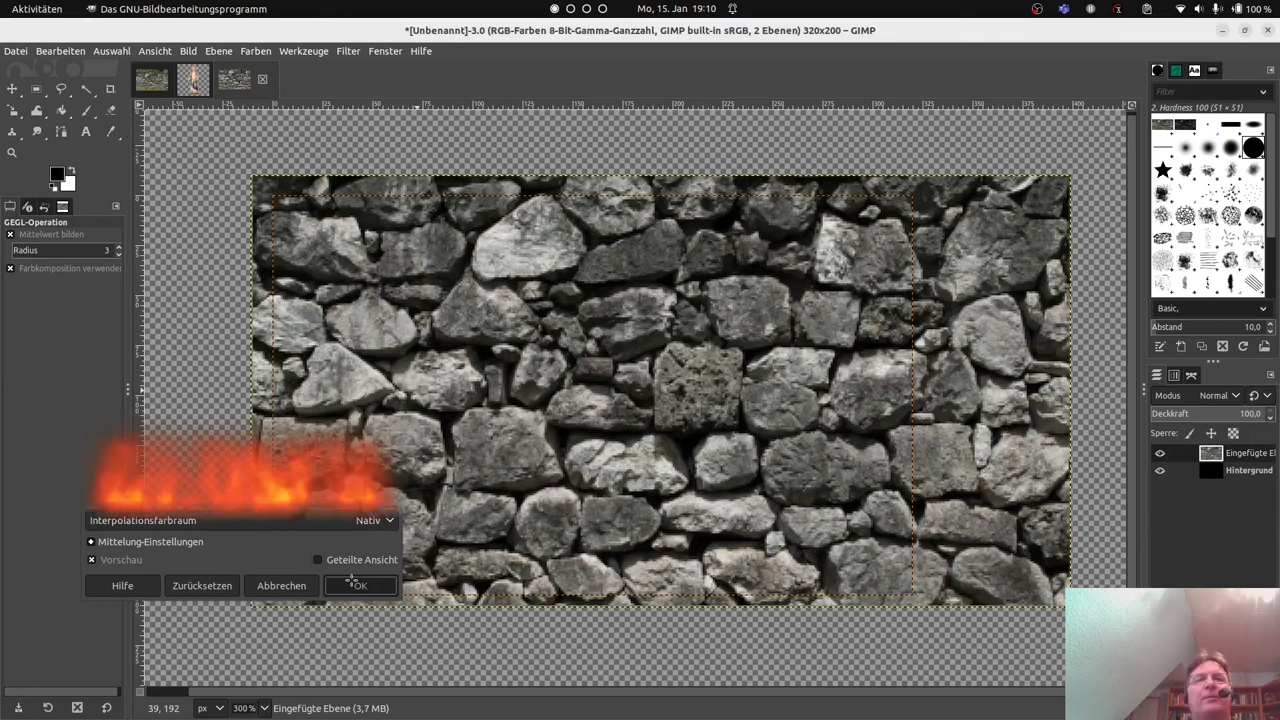 Aktivitäten
Das GNU-Bildbearbeitungsprogramm
Mo, 15. Jan 19:10
100 %
*[Unbenannt]-3.0 (RGB-Farben 8-Bit-Gamma-Ganzzahl, GIMP built-in sRGB, 2 Ebenen) 320x200 – GIMP
Datei Bearbeiten Auswahl Ansicht Bild Ebene Farben Werkzeuge Filter Fenster Hilfe
Filter
2. Hardness 100 (51 × 51)
GEGL-Operation
Mittelwert bilden
Radius 3
Farbkomposition verwende
Basic,
Abstand 10,0
Modus Normal
Deckkraft 100,0
Sperre:
Eingefügte Ebene
Hintergrund
Interpolationsfarbraum Nativ
Mittelung-Einstellungen
Vorschau Geteilte Ansicht
Hilfe Zurücksetzen Abbrechen OK
39, 192 px 300 % Eingefügte Ebene (3,7 MB)